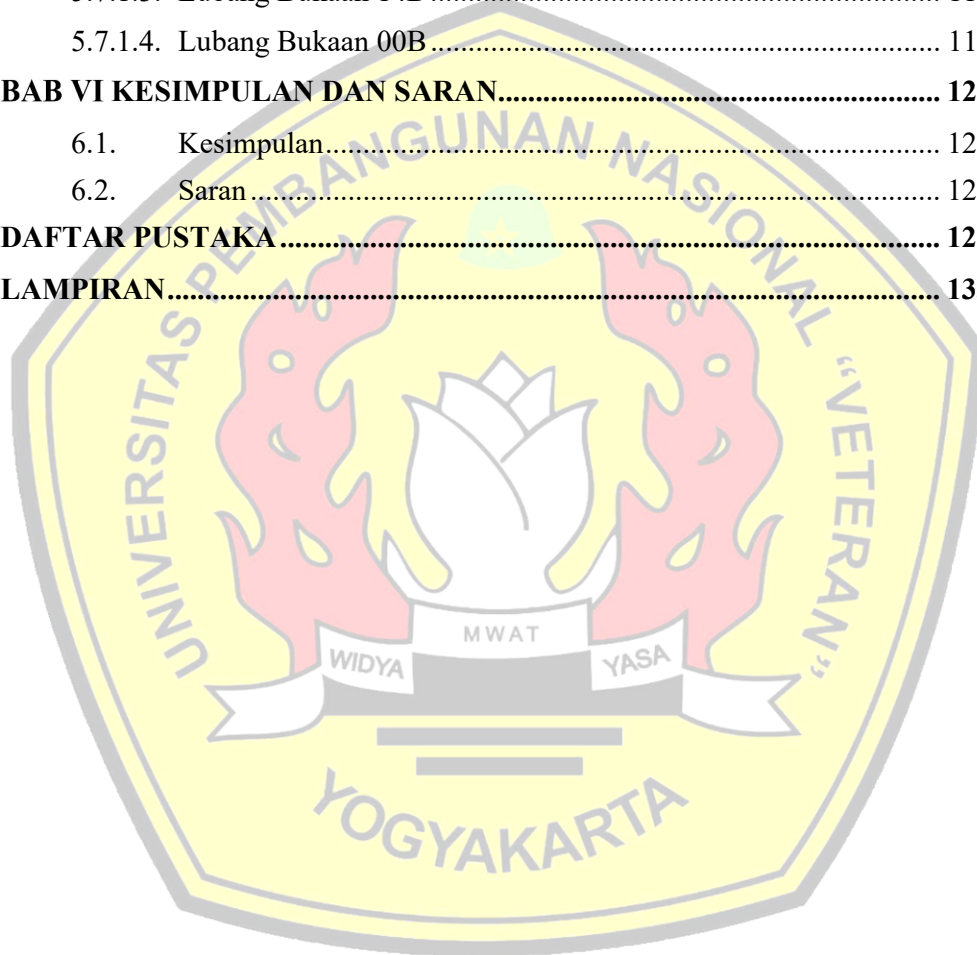 5.7.1.4. Lubang Bukaan 00B 11
BAB VI KESIMPULAN DAN SARAN 12
6.1. Kesimpulan 12
6.2. Saran 12
DAFTAR PUSTAKA 12
LAMPIRAN 13
UNIVERSITAS PEMBANGUNAN NASIONAL "VETERAN"
MWAT
WIDYA YASA
YOGYAKARTA